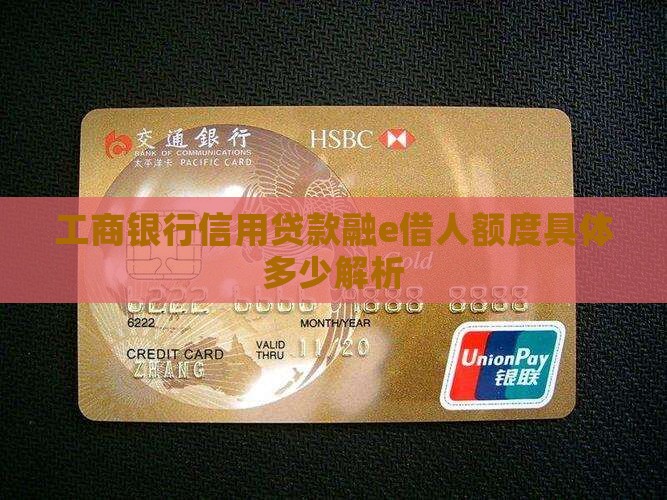 交通銀行
BANK OF COMMUNICATIONS
太平洋卡 PACIFIC CARD
HSBC
工商银行信用贷款融e借人额度具体
多少解析
Gold
6222
MONTH/YEAR
CREDIT CARD
VALID
THRU
11/20
ZHANG
UnionPay
银联